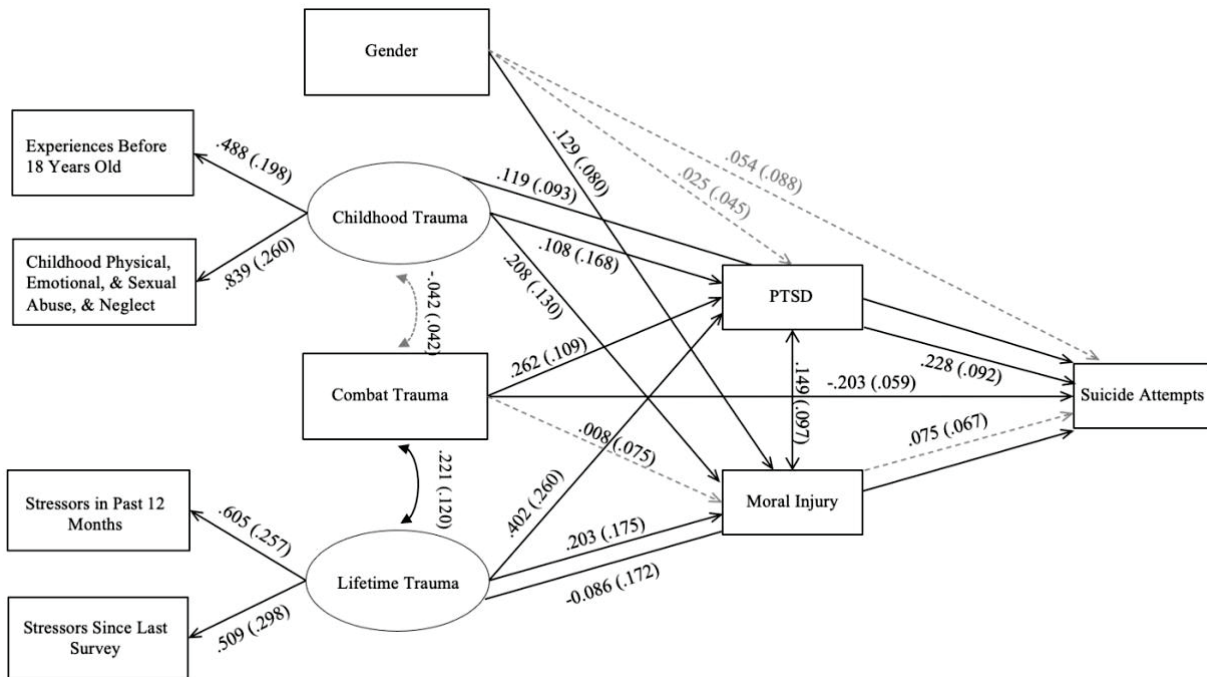 Gender
Experiences Before
18 Years Old
.488 (.198)
Childhood Trauma
Childhood Physical,
Emotional, & Sexual
Abuse, & Neglect
.839 (.260)
.129 (.080)
.025 (.045)
.054 (.088)
.119 (.093)
.108 (.168)
.208 (.130)
-.042 (.042)
PTSD
.262 (.109)
.149 (.097)
.228 (.092)
Combat Trauma
-.203 (.059)
Suicide Attempts
.008 (.075)
.075 (.067)
.221 (.120)
.402 (.260)
Moral Injury
Stressors in Past 12
Months
.605 (.257)
.203 (.175)
Lifetime Trauma
-0.086 (.172)
Stressors Since Last
Survey
.509 (.298)